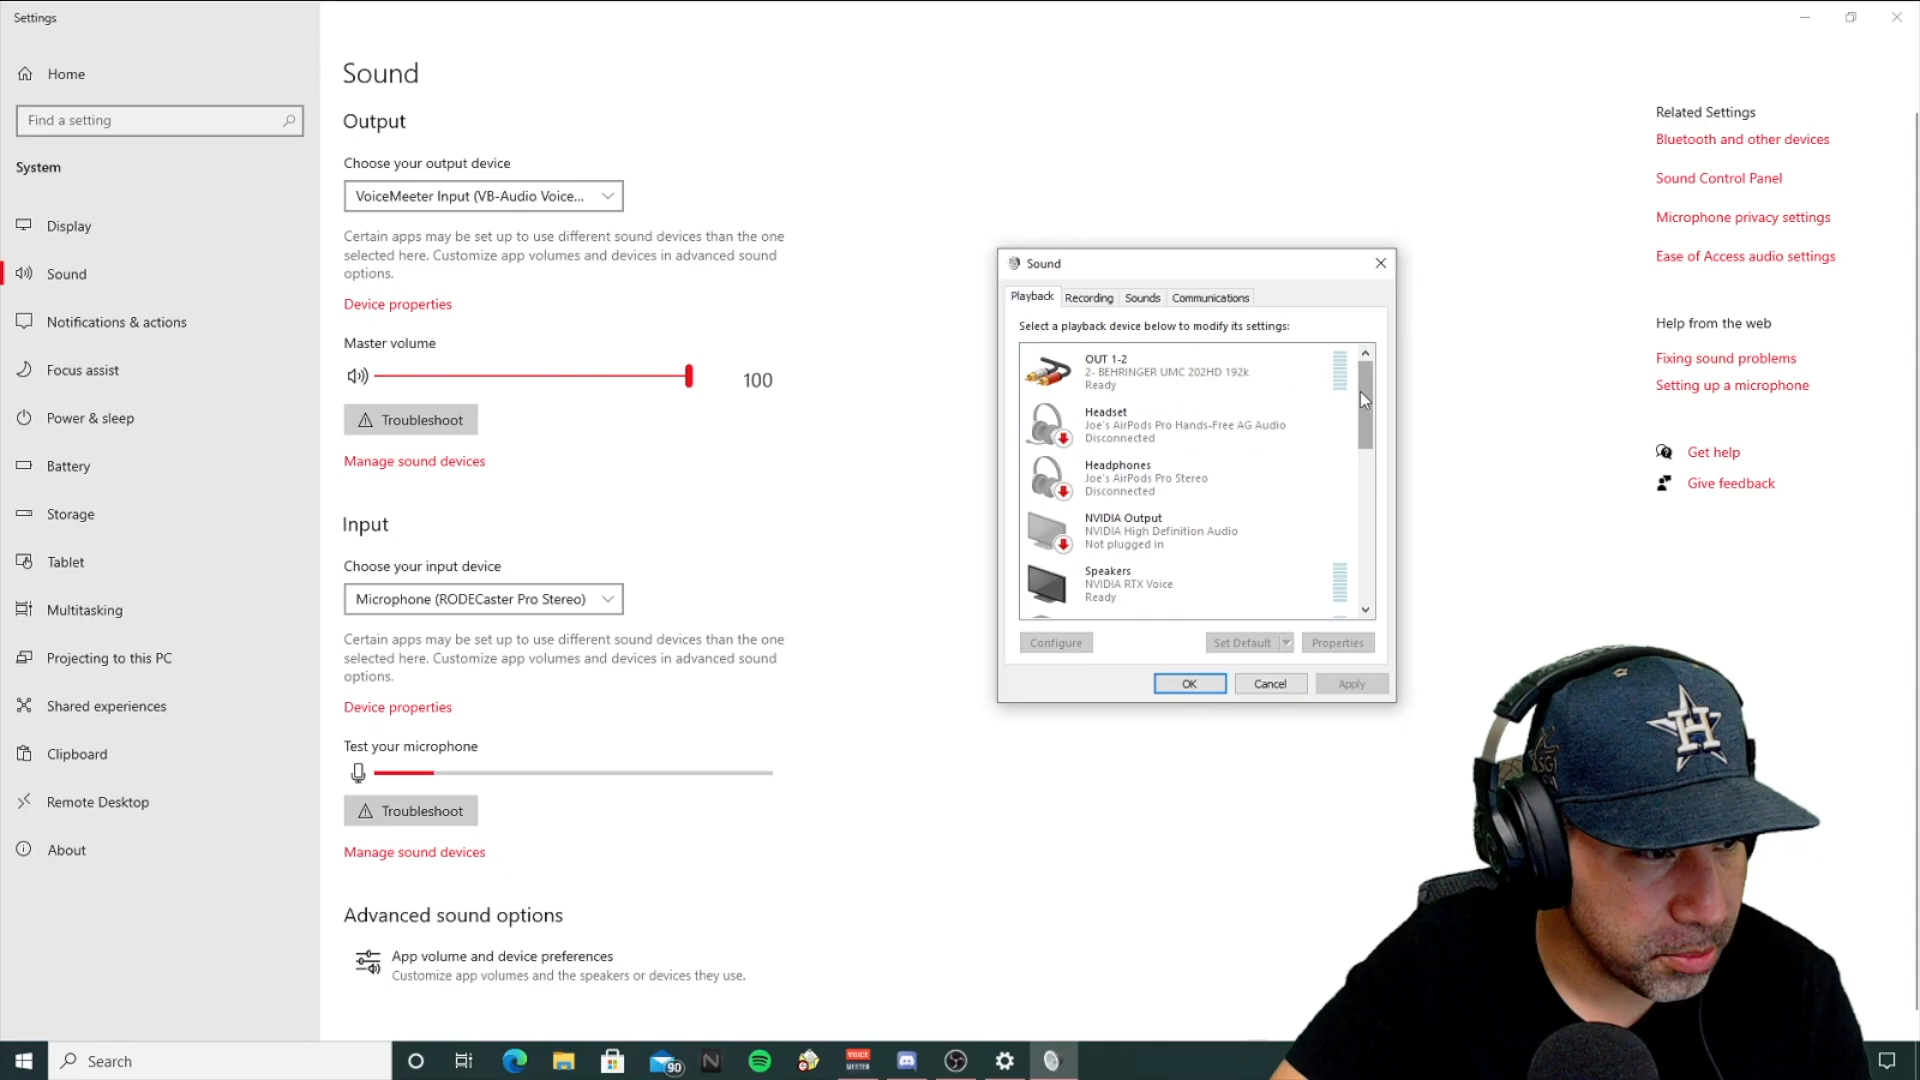 Settings
Home
Find a setting
System
Display
Sound
Notifications & actions
Focus assist
Power & sleep
Battery
Storage
Tablet
Multitasking
Projecting to this PC
Shared experiences
Clipboard
Remote Desktop
About
Sound
Output
Choose your output device
VoiceMeeter Input (VB-Audio Voice...
Certain apps may be set up to use different sound devices than the one
selected here. Customize app volumes and devices in advanced sound
options.
Device properties
Master volume
100
Troubleshoot
Manage sound devices
Input
Choose your input device
Microphone (RODECaster Pro Stereo)
Certain apps may be set up to use different sound devices than the one
selected here. Customize app volumes and devices in advanced sound
options.
Device properties
Test your microphone
Troubleshoot
Manage sound devices
Advanced sound options
App volume and device preferences
Customize app volumes and the speakers or devices they use.
Sound
Playback Recording Sounds Communications
Select a playback device below to modify its settings:
OUT 1-2
2- BEHRINGER UMC 202HD 192k
Ready
Headset
Joe's AirPods Pro Hands-Free AG Audio
Disconnected
Headphones
Joe's AirPods Pro Stereo
Disconnected
NVIDIA Output
NVIDIA High Definition Audio
Not plugged in
Speakers
NVIDIA RTX Voice
Ready
Configure Set Default Properties
OK Cancel Apply
Related Settings
Bluetooth and other devices
Sound Control Panel
Microphone privacy settings
Ease of Access audio settings
Help from the web
Fixing sound problems
Setting up a microphone
Get help
Give feedback
H
Search
90
N
VOICE
MEETER